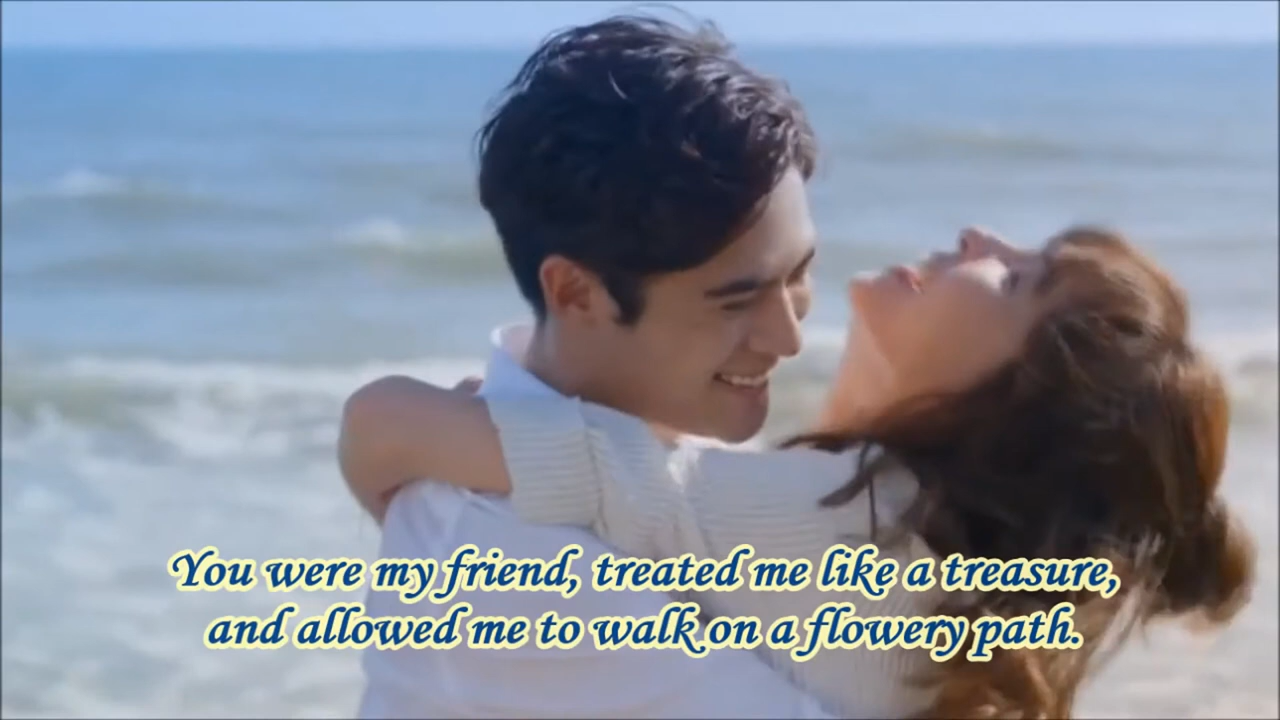 You were my friend, treated me like a treasure,
and allowed me to walk on a flowery path.